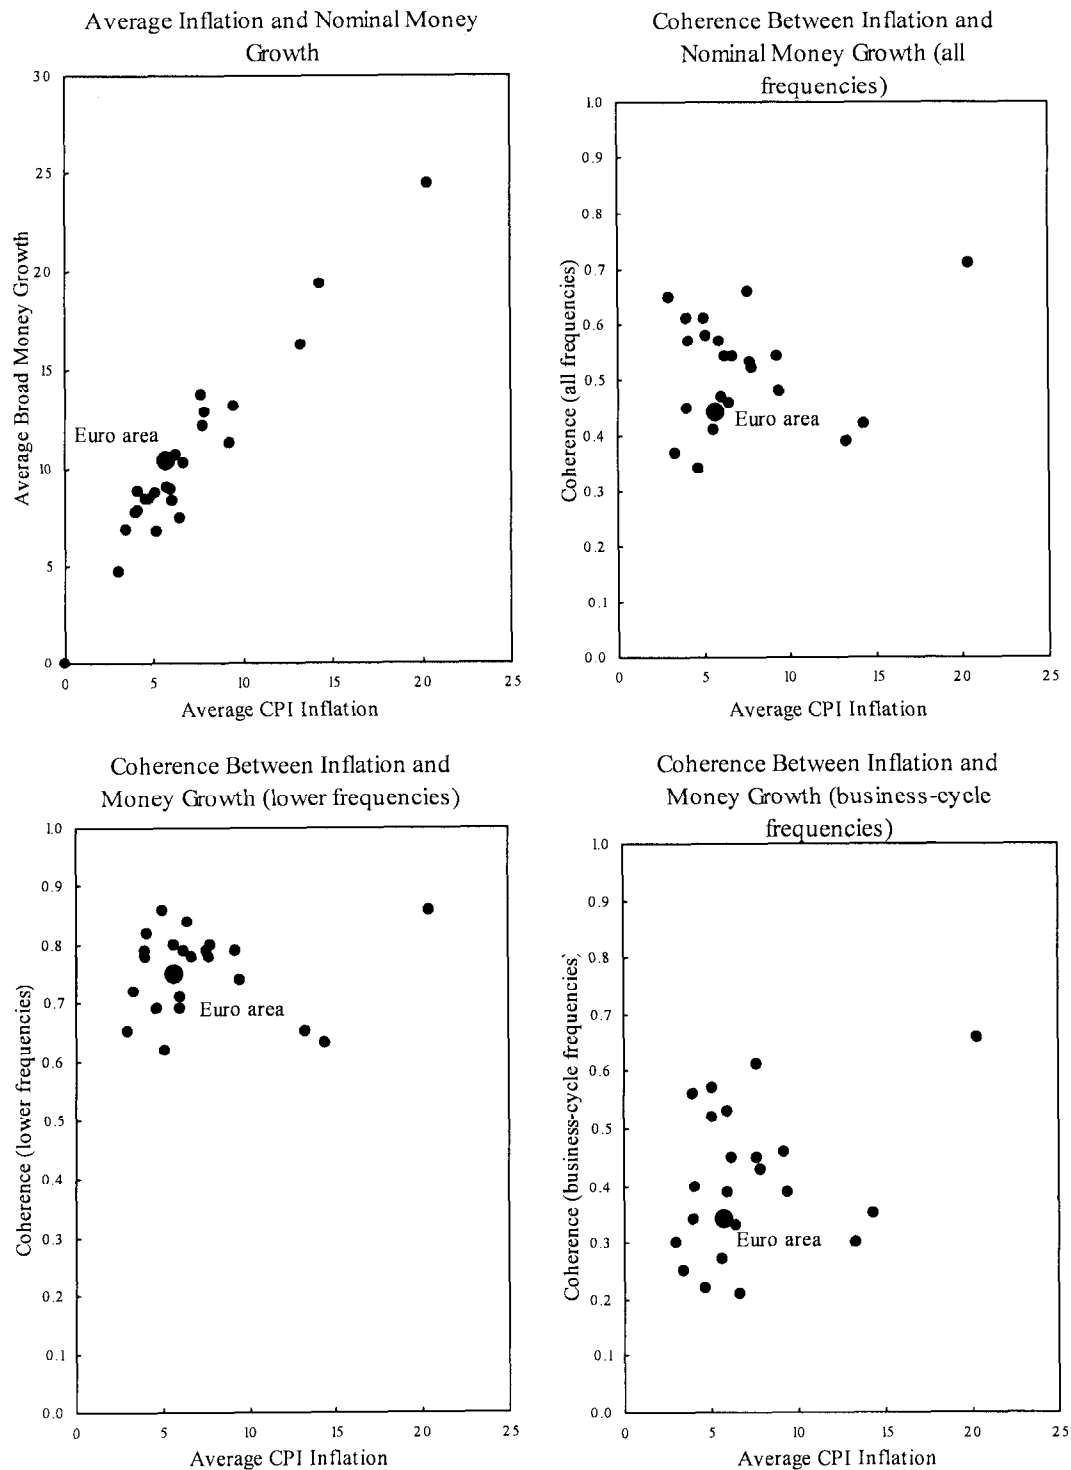 Average Inflation and Nominal Money
Growth
30
25
20
15
10
5
0
Average Broad Money Growth
Euro area
0 5 10 15 20 25
Average CPI Inflation
Coherence Between Inflation and
Nominal Money Growth (all
frequencies)
1.0
0.9
0.8
0.7
0.6
0.5
0.4
0.3
0.2
0.1
0.0
Coherence (all frequencies)
Euro area
0 5 10 15 20 25
Average CPI Inflation
Coherence Between Inflation and
Money Growth (lower frequencies)
1.0
0.9
0.8
0.7
0.6
0.5
0.4
0.3
0.2
0.1
0.0
Coherence (lower frequencies)
Euro area
0 5 10 15 20 25
Average CPI Inflation
Coherence Between Inflation and
Money Growth (business-cycle
frequencies)
1.0
0.9
0.8
0.7
0.6
0.5
0.4
0.3
0.2
0.1
0.0
Coherence (business-cycle frequencies)
Euro area
0 5 10 15 20 25
Average CPI Inflation